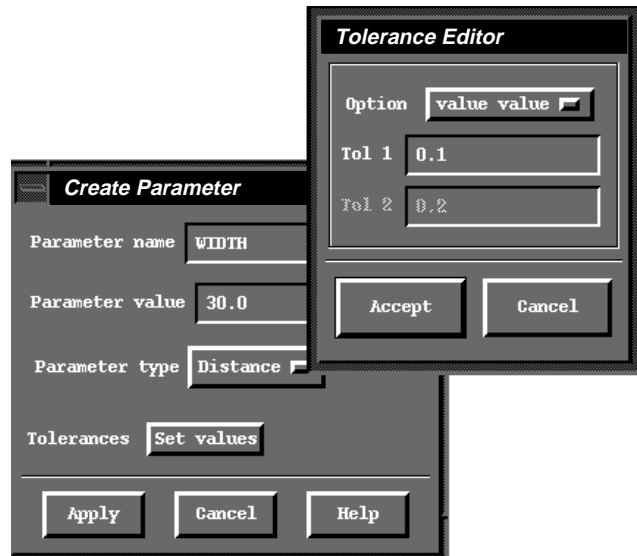 Tolerance Editor
Option value value
Tol 1 0.1
Tol 2 0.2
Accept Cancel
Create Parameter
Parameter name WIDTH
Parameter value 30.0
Parameter type Distance
Tolerances Set values
Apply Cancel Help